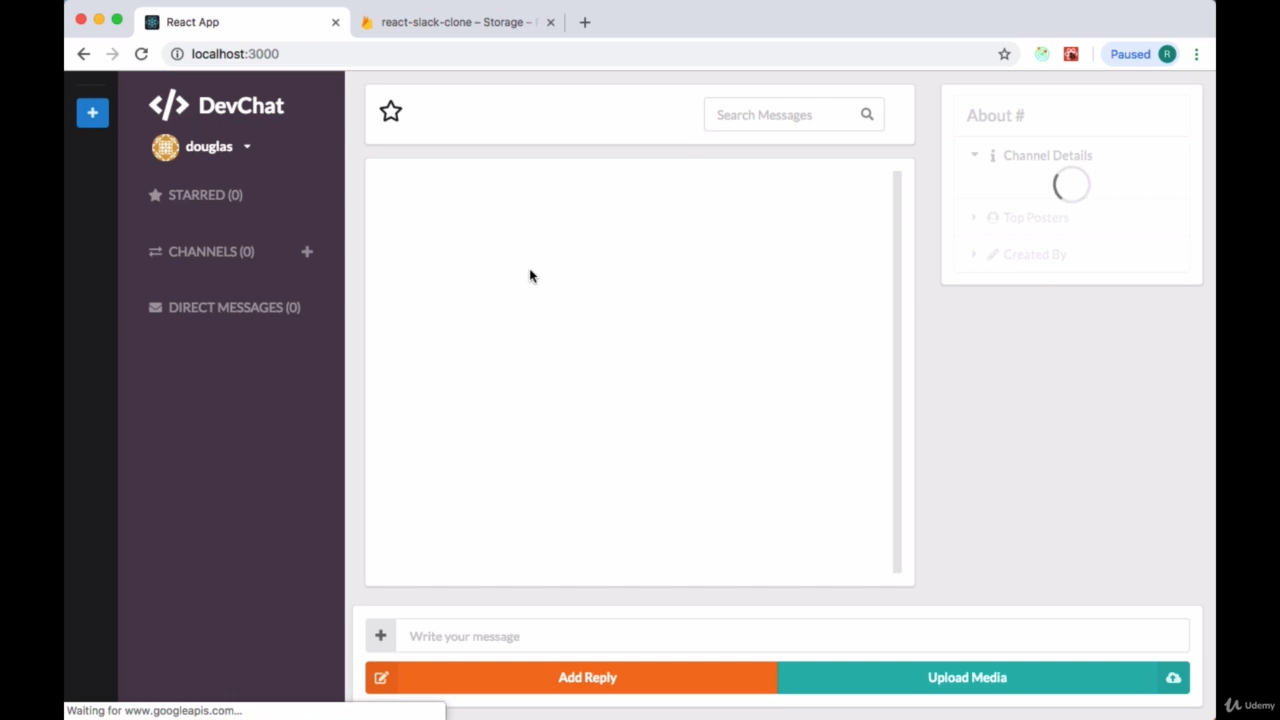 React App
react-slack-clone – Storage –
localhost:3000
Paused
R
</> DevChat
douglas
STARRED (0)
CHANNELS (0)
DIRECT MESSAGES (0)
Search Messages
About #
Channel Details
Top Posters
Created By
Write your message
Add Reply
Upload Media
Waiting for www.googleapis.com...
Udemy